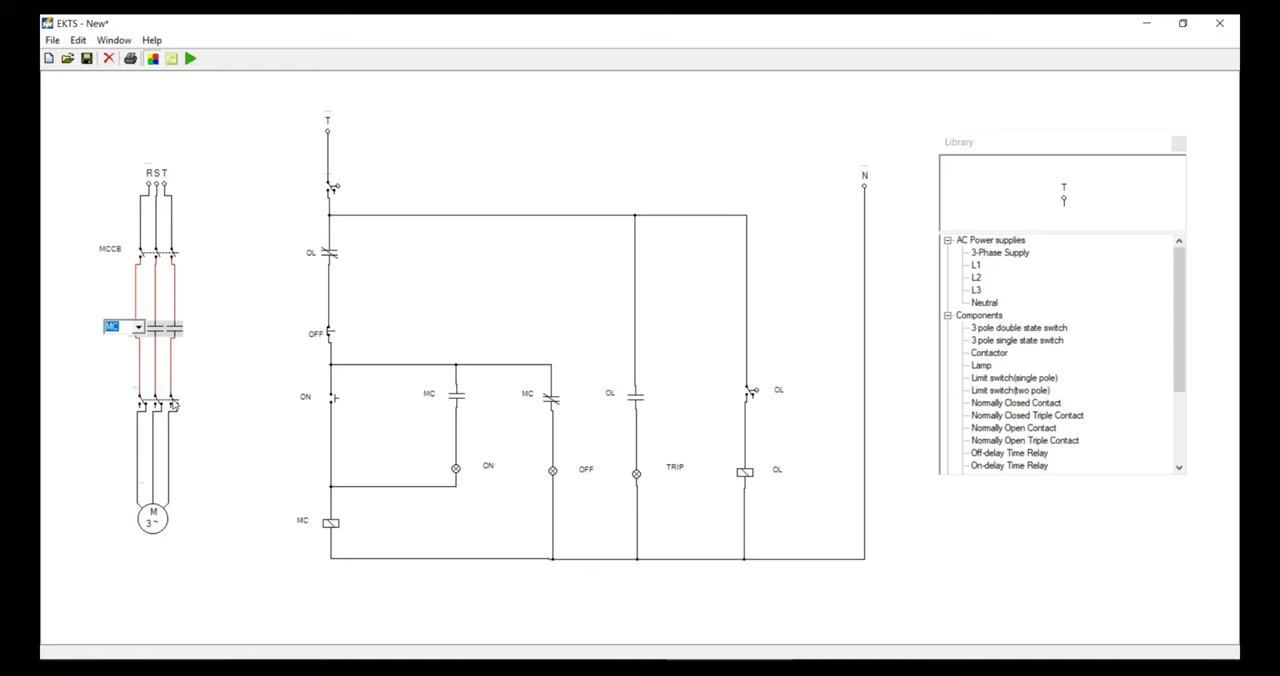 EKTS - New*
File Edit Window Help
T
R S T
N
MCCB
OL
MC
OFF
ON
MC
MC
OL
OL
ON
OFF
TRIP
OL
MC
M
3 ~
Library
T
AC Power supplies
3-Phase Supply
L1
L2
L3
Neutral
Components
3 pole double state switch
3 pole single state switch
Contactor
Lamp
Limit switch(single pole)
Limit switch(two pole)
Normally Closed Contact
Normally Closed Triple Contact
Normally Open Contact
Normally Open Triple Contact
Off-delay Time Relay
On-delay Time Relay